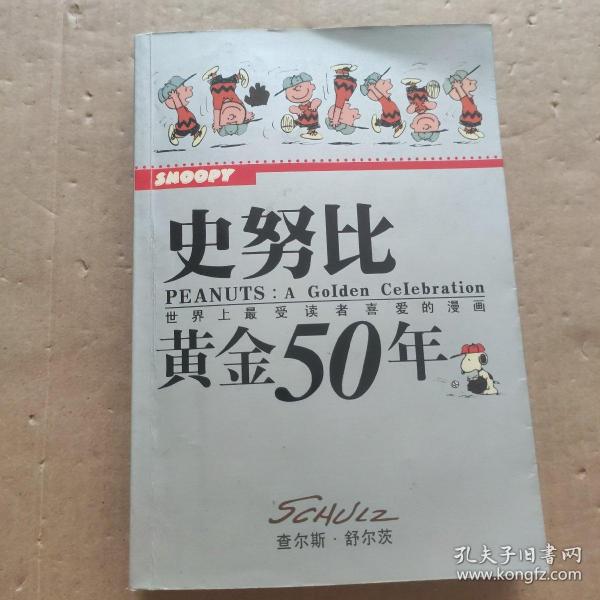 SNOOPY
史努比
PEANUTS: A Golden Celebration
世界上最受读者喜爱的漫画
黄金50年
SCHULZ
查尔斯·舒尔茨
孔夫子旧书网
www.kongfz.com